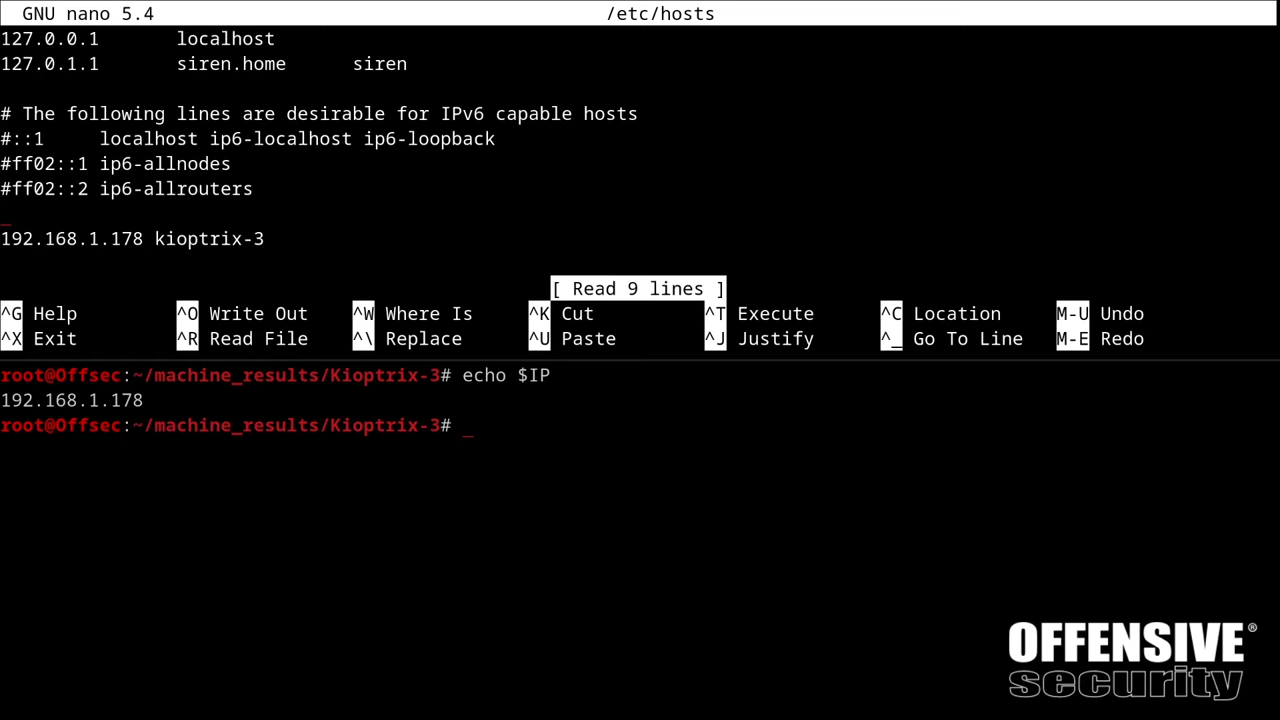 GNU nano 5.4 /etc/hosts
127.0.0.1 localhost
127.0.1.1 siren.home siren
# The following lines are desirable for IPv6 capable hosts
#::1 localhost ip6-localhost ip6-loopback
#ff02::1 ip6-allnodes
#ff02::2 ip6-allrouters
192.168.1.178 kioptrix-3
[ Read 9 lines ]
^G Help ^O Write Out ^W Where Is ^K Cut ^T Execute ^C Location M-U Undo
^X Exit ^R Read File ^\ Replace ^U Paste ^J Justify ^_ Go To Line M-E Redo
root@Offsec:~/machine_results/Kioptrix-3# echo $IP
192.168.1.178
root@Offsec:~/machine_results/Kioptrix-3# _
OFFENSIVE®
security